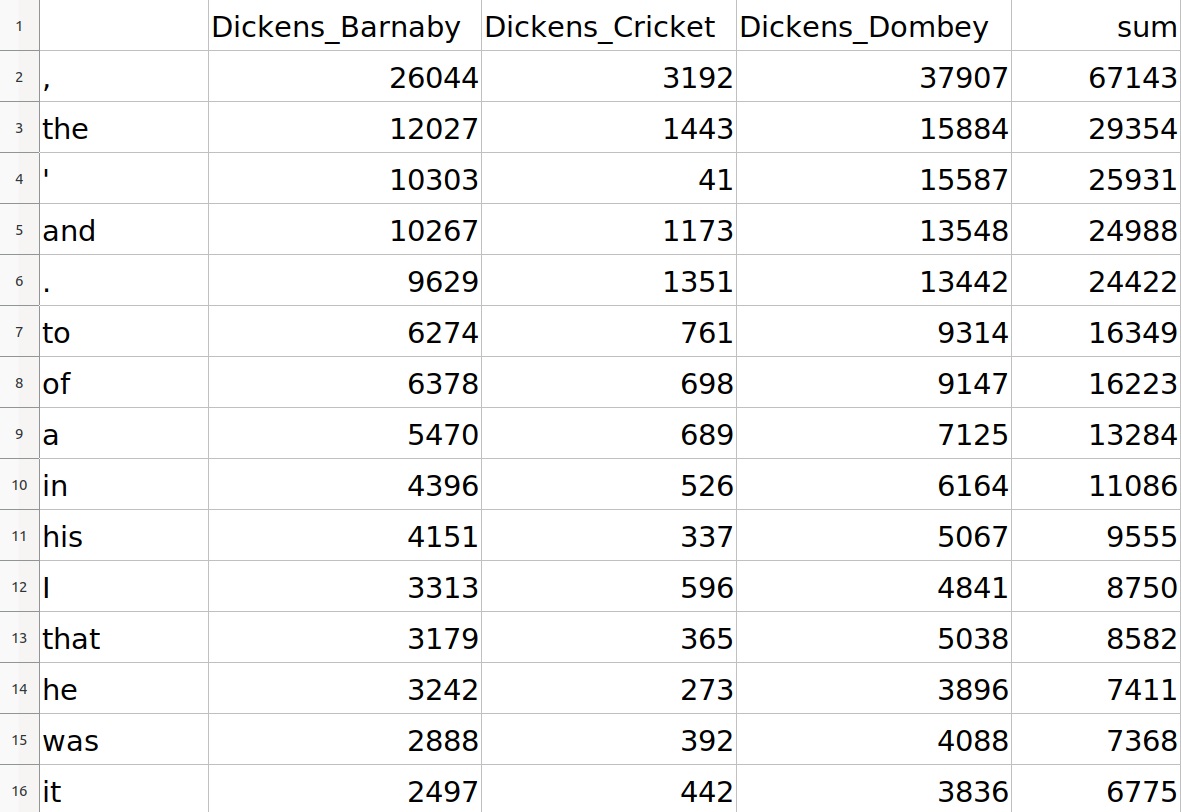 1 Dickens_Barnaby Dickens_Cricket Dickens_Dombey sum
2 , 26044 3192 37907 67143
3 the 12027 1443 15884 29354
4 ' 10303 41 15587 25931
5 and 10267 1173 13548 24988
6 . 9629 1351 13442 24422
7 to 6274 761 9314 16349
8 of 6378 698 9147 16223
9 a 5470 689 7125 13284
10 in 4396 526 6164 11086
11 his 4151 337 5067 9555
12 I 3313 596 4841 8750
13 that 3179 365 5038 8582
14 he 3242 273 3896 7411
15 was 2888 392 4088 7368
16 it 2497 442 3836 6775